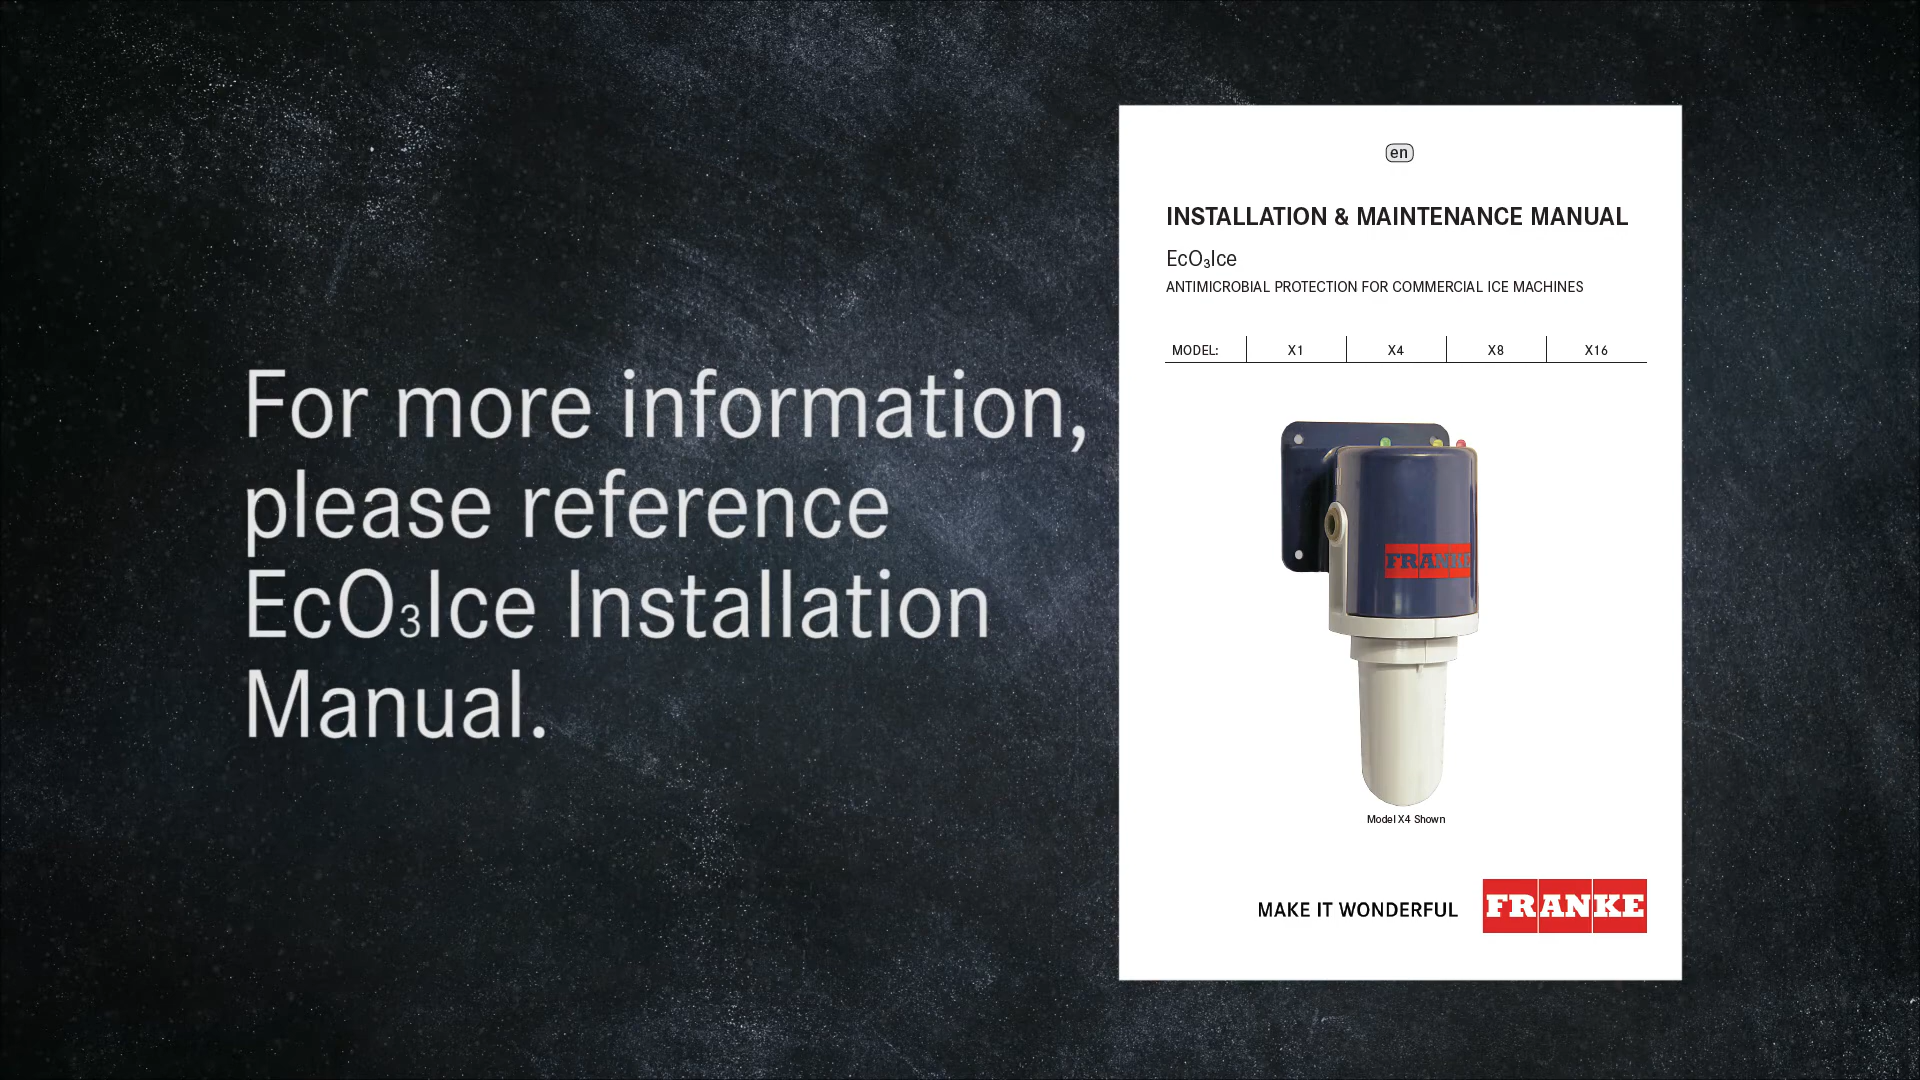 For more information,
please reference
EcO₃Ice Installation
Manual.
en
INSTALLATION & MAINTENANCE MANUAL
EcO₃Ice
ANTIMICROBIAL PROTECTION FOR COMMERCIAL ICE MACHINES
MODEL: X1 X4 X8 X16
FRANKE
Model X4 Shown
MAKE IT WONDERFUL FRANKE